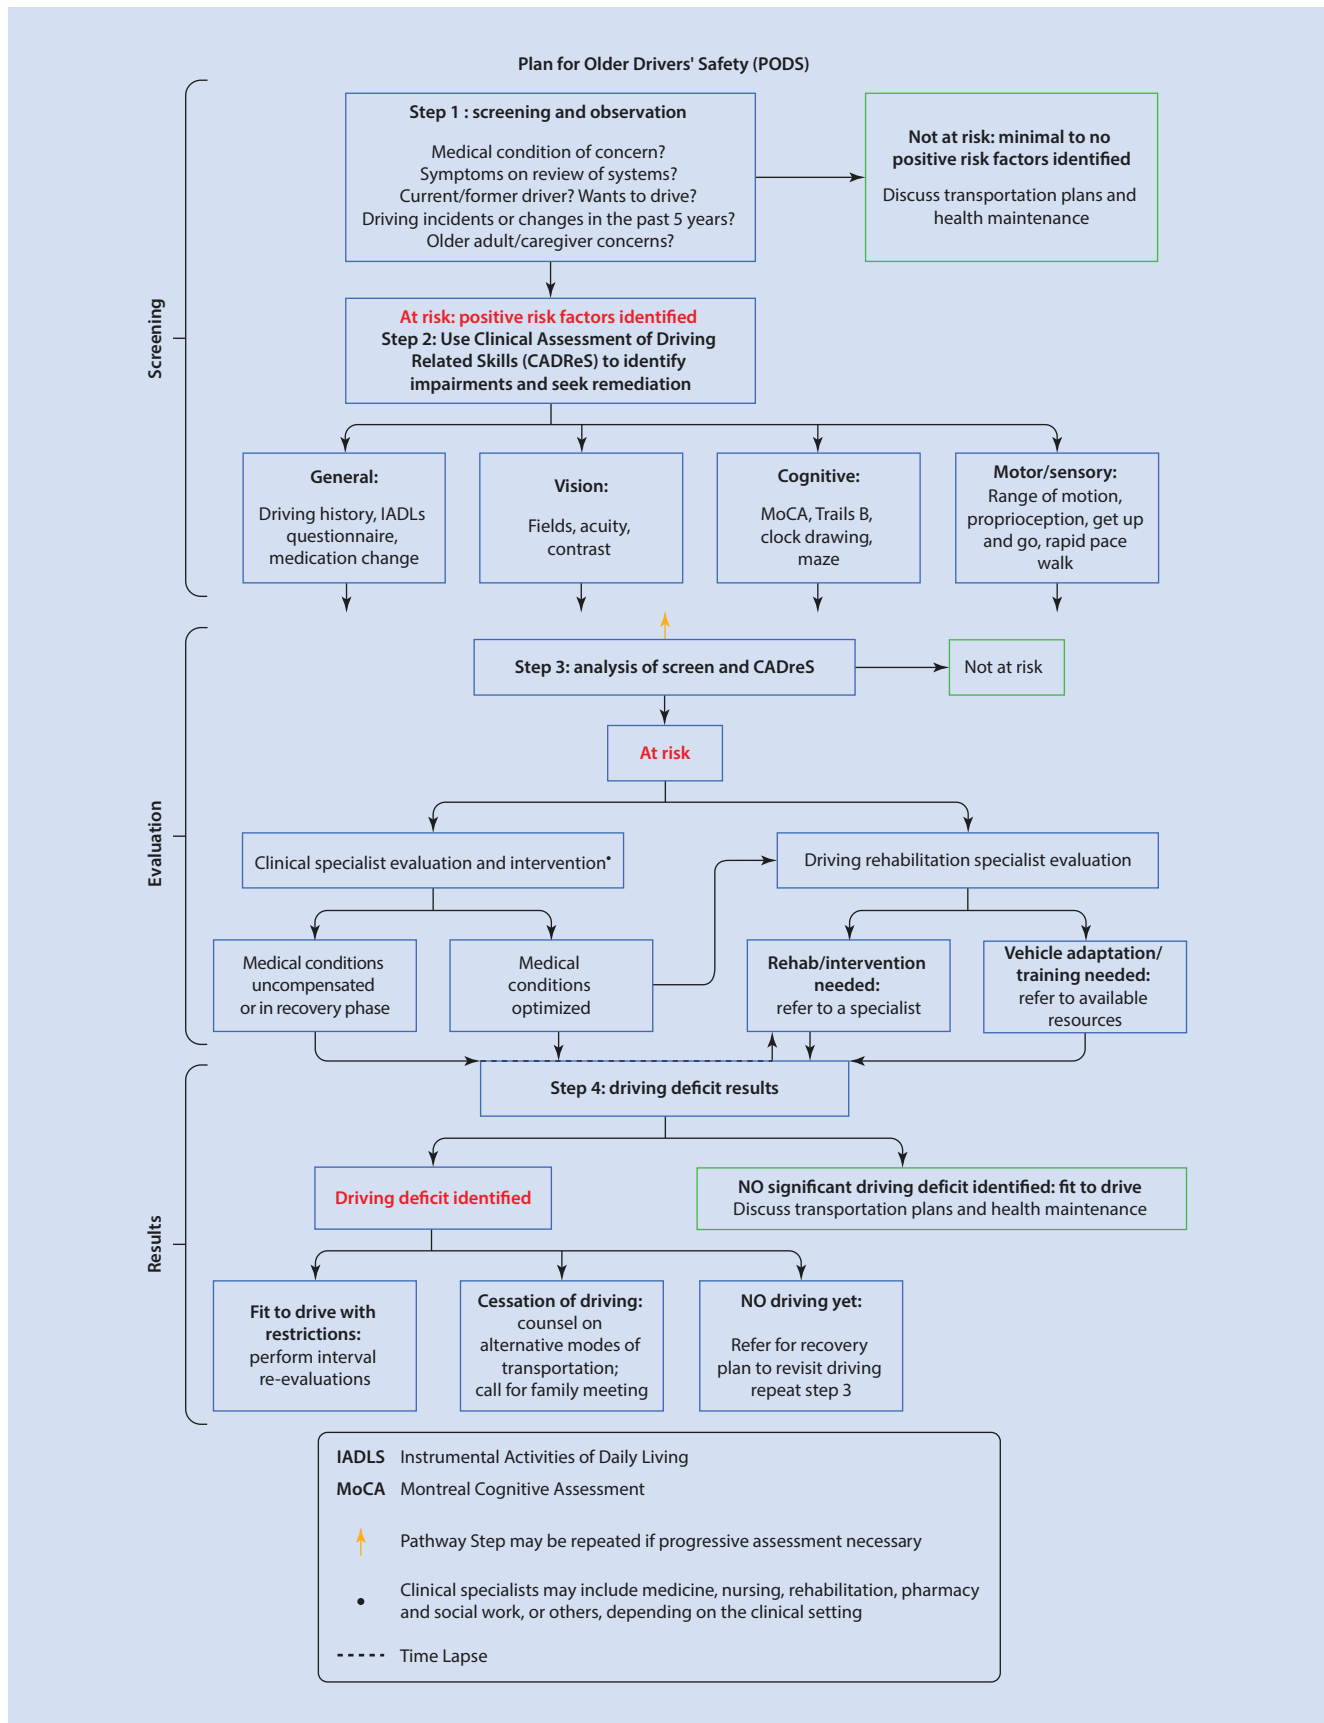 Plan for Older Drivers' Safety (PODS)
Screening
Step 1 : screening and observation
Medical condition of concern?
Symptoms on review of systems?
Current/former driver? Wants to drive?
Driving incidents or changes in the past 5 years?
Older adult/caregiver concerns?
Not at risk: minimal to no
positive risk factors identified
Discuss transportation plans and
health maintenance
At risk: positive risk factors identified
Step 2: Use Clinical Assessment of Driving
Related Skills (CADReS) to identify
impairments and seek remediation
General:
Driving history, IADLs
questionnaire,
medication change
Vision:
Fields, acuity,
contrast
Cognitive:
MoCA, Trails B,
clock drawing,
maze
Motor/sensory:
Range of motion,
proprioception, get up
and go, rapid pace
walk
Evaluation
Step 3: analysis of screen and CADreS
Not at risk
At risk
Clinical specialist evaluation and intervention•
Driving rehabilitation specialist evaluation
Medical conditions
uncompensated
or in recovery phase
Medical
conditions
optimized
Rehab/intervention
needed:
refer to a specialist
Vehicle adaptation/
training needed:
refer to available
resources
Results
Step 4: driving deficit results
Driving deficit identified
NO significant driving deficit identified: fit to drive
Discuss transportation plans and health maintenance
Fit to drive with
restrictions:
perform interval
re-evaluations
Cessation of driving:
counsel on
alternative modes of
transportation;
call for family meeting
NO driving yet:
Refer for recovery
plan to revisit driving
repeat step 3
IADLS Instrumental Activities of Daily Living
MoCA Montreal Cognitive Assessment
Pathway Step may be repeated if progressive assessment necessary
• Clinical specialists may include medicine, nursing, rehabilitation, pharmacy
and social work, or others, depending on the clinical setting
Time Lapse